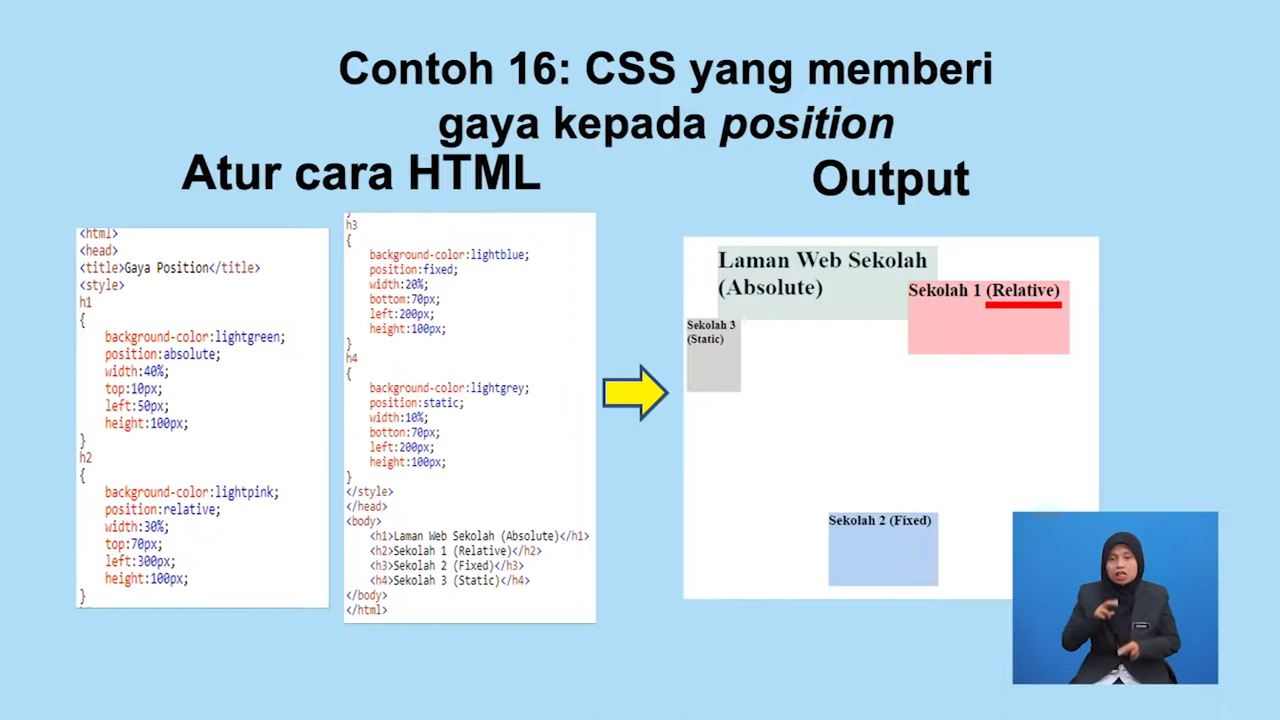 Contoh 16: CSS yang memberi
gaya kepada position
Atur cara HTML
<html>
<head>
<title>Gaya Position</title>
<style>
h1
{
background-color:lightgreen;
position:absolute;
width:40%;
top:10px;
left:50px;
height:100px;
}
h2
{
background-color:lightpink;
position:relative;
width:30%;
top:70px;
left:300px;
height:100px;
}
}
h3
{
background-color:lightblue;
position:fixed;
width:20%;
bottom:70px;
left:200px;
height:100px;
}
h4
{
background-color:lightgrey;
position:static;
width:10%;
botton:70px;
left:200px;
height:100px;
}
</style>
</head>
<body>
<h1>Laman Web Sekolah (Absolute)</h1>
<h2>Sekolah 1 (Relative)</h2>
<h3>Sekolah 2 (Fixed)</h3>
<h4>Sekolah 3 (Static)</h4>
</body>
</html>
Output
Laman Web Sekolah
(Absolute)
Sekolah 1 (Relative)
Sekolah 3
(Static)
Sekolah 2 (Fixed)